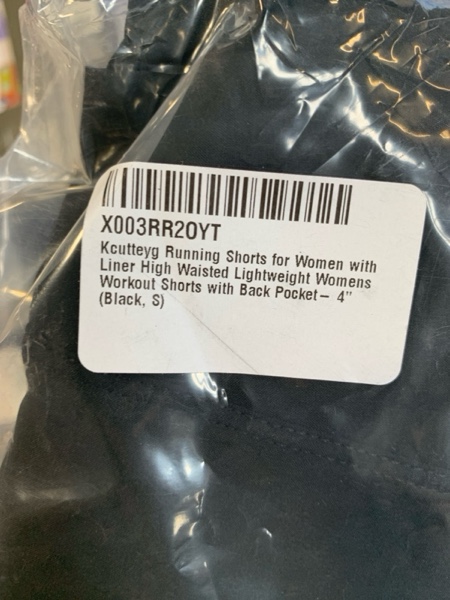 X003RR2OYT
Kcutteyg Running Shorts for Women with
Liner High Waisted Lightweight Womens
Workout Shorts with Back Pocket– 4"
(Black, S)